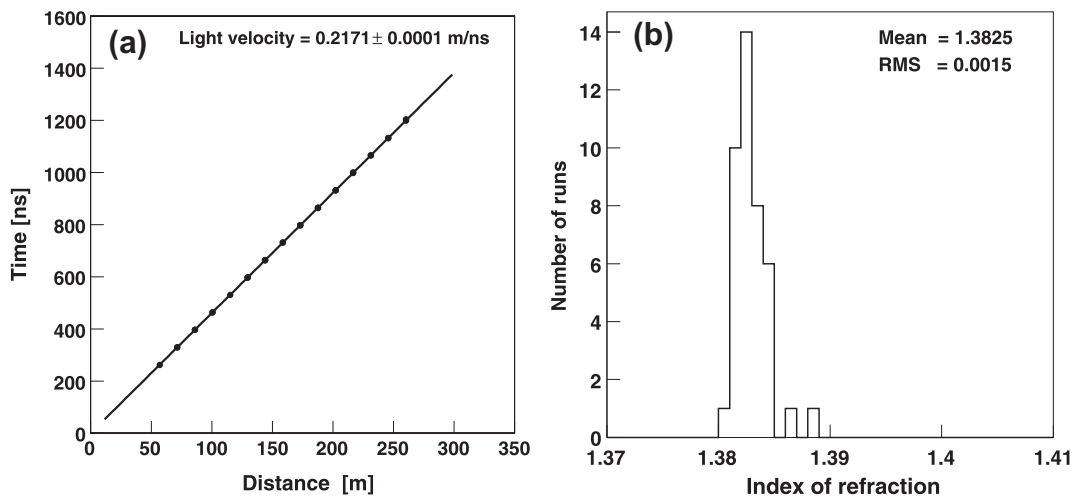 (a)
Light velocity = 0.2171± 0.0001 m/ns
1600
1400
1200
1000
800
600
400
200
0
Time [ns]
0 50 100 150 200 250 300 350
Distance [m]
(b)
Mean = 1.3825
RMS = 0.0015
14
12
10
8
6
4
2
0
Number of runs
1.37 1.38 1.39 1.4 1.41
Index of refraction